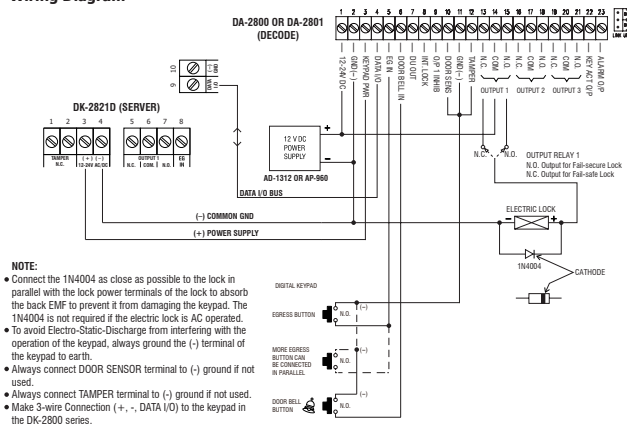 DA-2800 OR DA-2801
(DECODE)
1 2 3 4 5 6 7 8 9 10 11 12 13 14 15 16 17 18 19 20 21 22 23
12-24V DC
GND(–)
KEYPAD PWR
DATA I/O
EG IN
DOOR BELL IN
DU OUT
INT. LOCK
O/P 1 INHIB
DOOR SENS
GND(–)
TAMPER
N.C.
COM
N.O.
N.C.
COM
N.O.
N.C.
COM
N.O.
KEY ACT O/P
ALARM O/P
OUTPUT 1
OUTPUT 2
OUTPUT 3
10 9
(–) GND
DATA I/O
DK-2821D (SERVER)
1 2 3 4 5 6 7 8
TAMPER
N.C.
(+) (–)
12-24V AC/DC
OUTPUT 1
N.C. COM. N.O.
EG
IN
12 V DC
POWER
SUPPLY
+
–
AD-1312 OR AP-960
DATA I/O BUS
(–) COMMON GND
(+) POWER SUPPLY
N.C. N.O.
OUTPUT RELAY 1
N.O. Output for Fail-secure Lock
N.C. Output for Fail-safe Lock
ELECTRIC LOCK
– +
1N4004
CATHODE
NOTE:
• Connect the 1N4004 as close as possible to the lock in
parallel with the lock power terminals of the lock to absorb
the back EMF to prevent it from damaging the keypad. The
1N4004 is not required if the electric lock is AC operated.
• To avoid Electro-Static-Discharge from interfering with the
operation of the keypad, always ground the (-) terminal of
the keypad to earth.
• Always connect DOOR SENSOR terminal to (-) ground if not
used.
• Always connect TAMPER terminal to (-) ground if not used.
• Make 3-wire Connection (+, -, DATA I/O) to the keypad in
the DK-2800 series.
DIGITAL KEYPAD
EGRESS BUTTON
N.O.
(–)
MORE EGRESS
BUTTON CAN
BE CONNECTED
IN PARALLEL
N.O.
(–)
DOOR BELL
BUTTON
N.O.
(–)